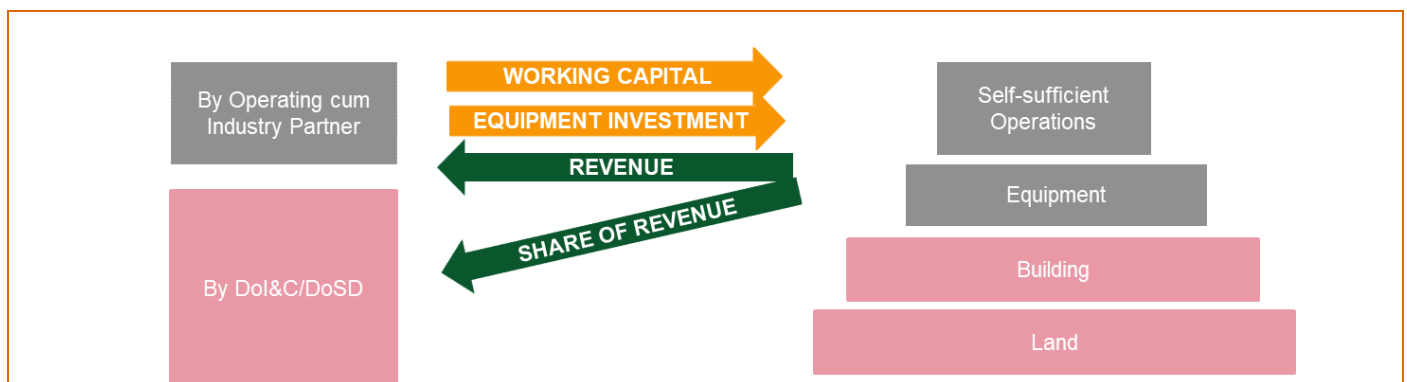 By Operating cum
Industry Partner
WORKING CAPITAL
EQUIPMENT INVESTMENT
REVENUE
SHARE OF REVENUE
By DoI&C/DoSD
Self-sufficient
Operations
Equipment
Building
Land